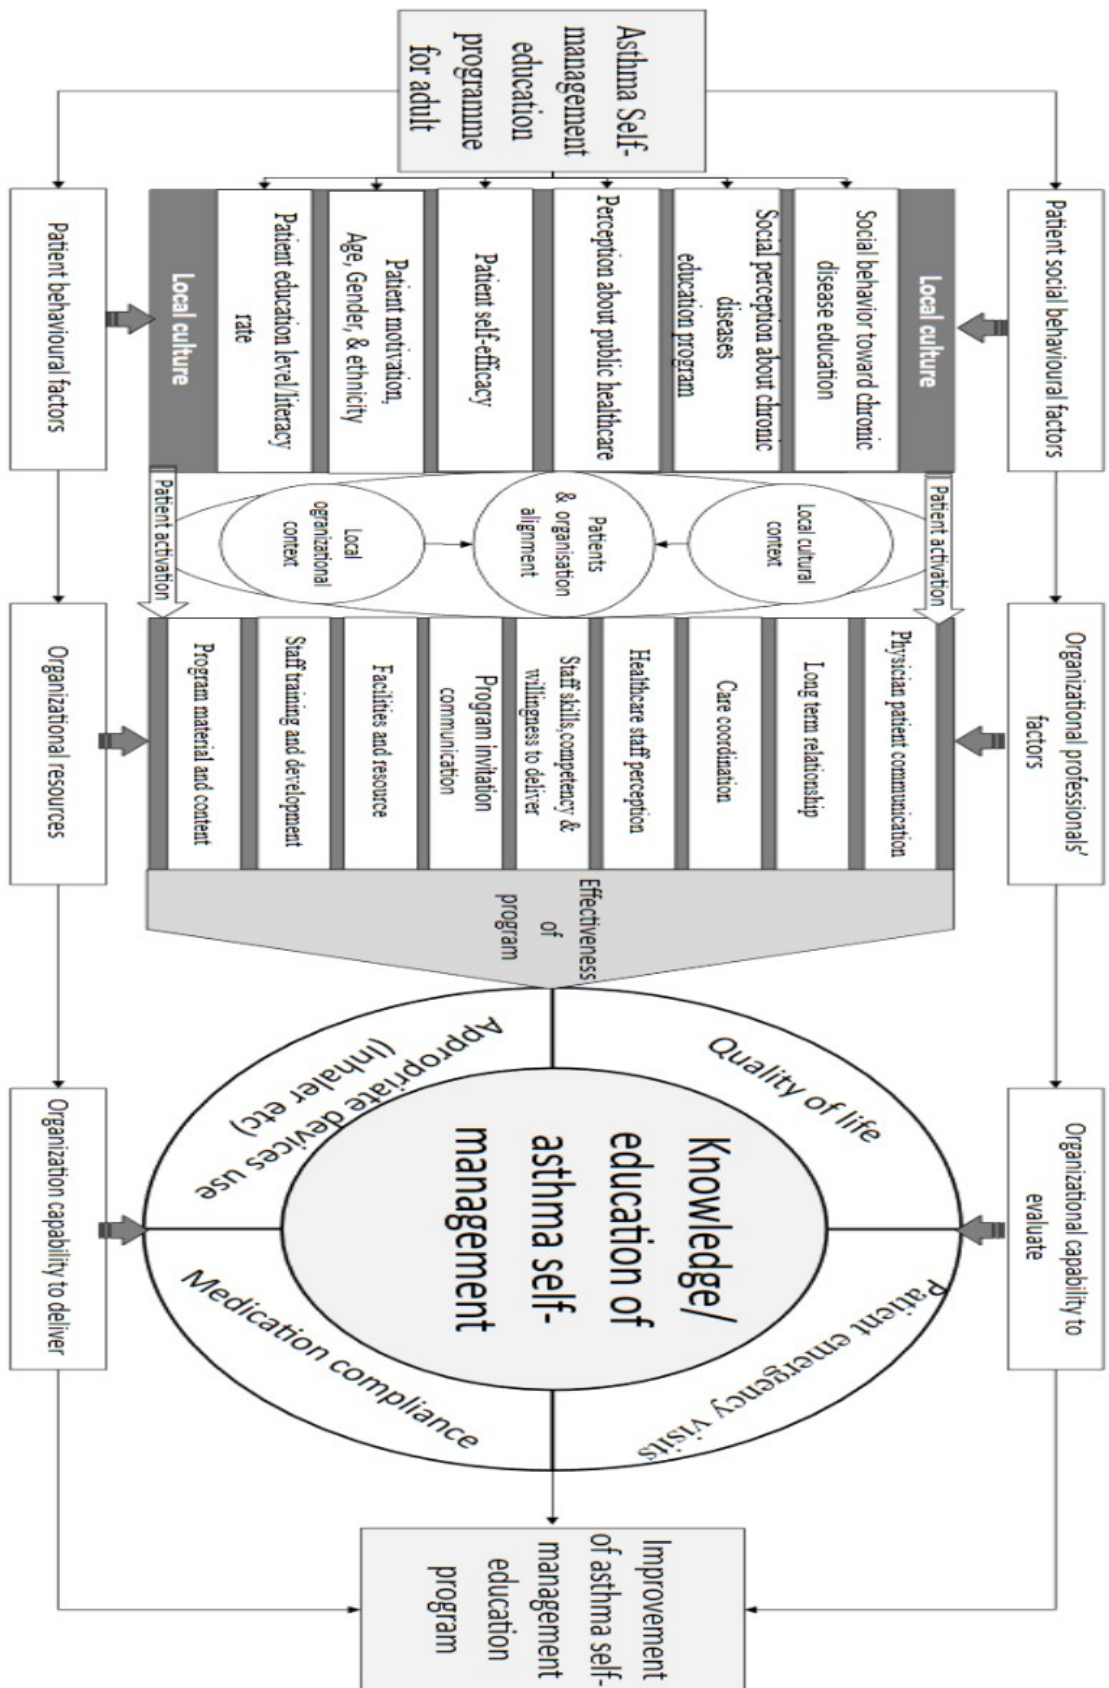 Asthma Self-
management
education
programme
for adult
Patient social behavioural factors
Organizational professionals'
factors
Organizational capability to
evaluate
Local culture
Social behavior toward chronic
disease education
Social perception about chronic
diseases
education program
Perception about public healthcare
Patient self-efficacy
Patient motivation,
Age, Gender, & ethnicity
Patient education level/literacy
rate
Local culture
Patient activation
Local cultural
context
Patients
& organisation
alignment
Local
ogranizational
context
Patient activation
Physician patient communication
Long term relationship
Care coordination
Healthcare staff perception
Staff skills,competency &
willingness to deliver
Program invitation
communication
Facilities and resource
Staff training and development
Program material and content
Effectiveness
of
program
Quality of life
Patient emergency visits
Knowledge/
education of
asthma self-
management
Appropriate devices use
(Inhaler etc)
Medication compliance
Improvement
of asthma self-
management
education
program
Patient behavioural factors
Organizational resources
Organization capability to deliver